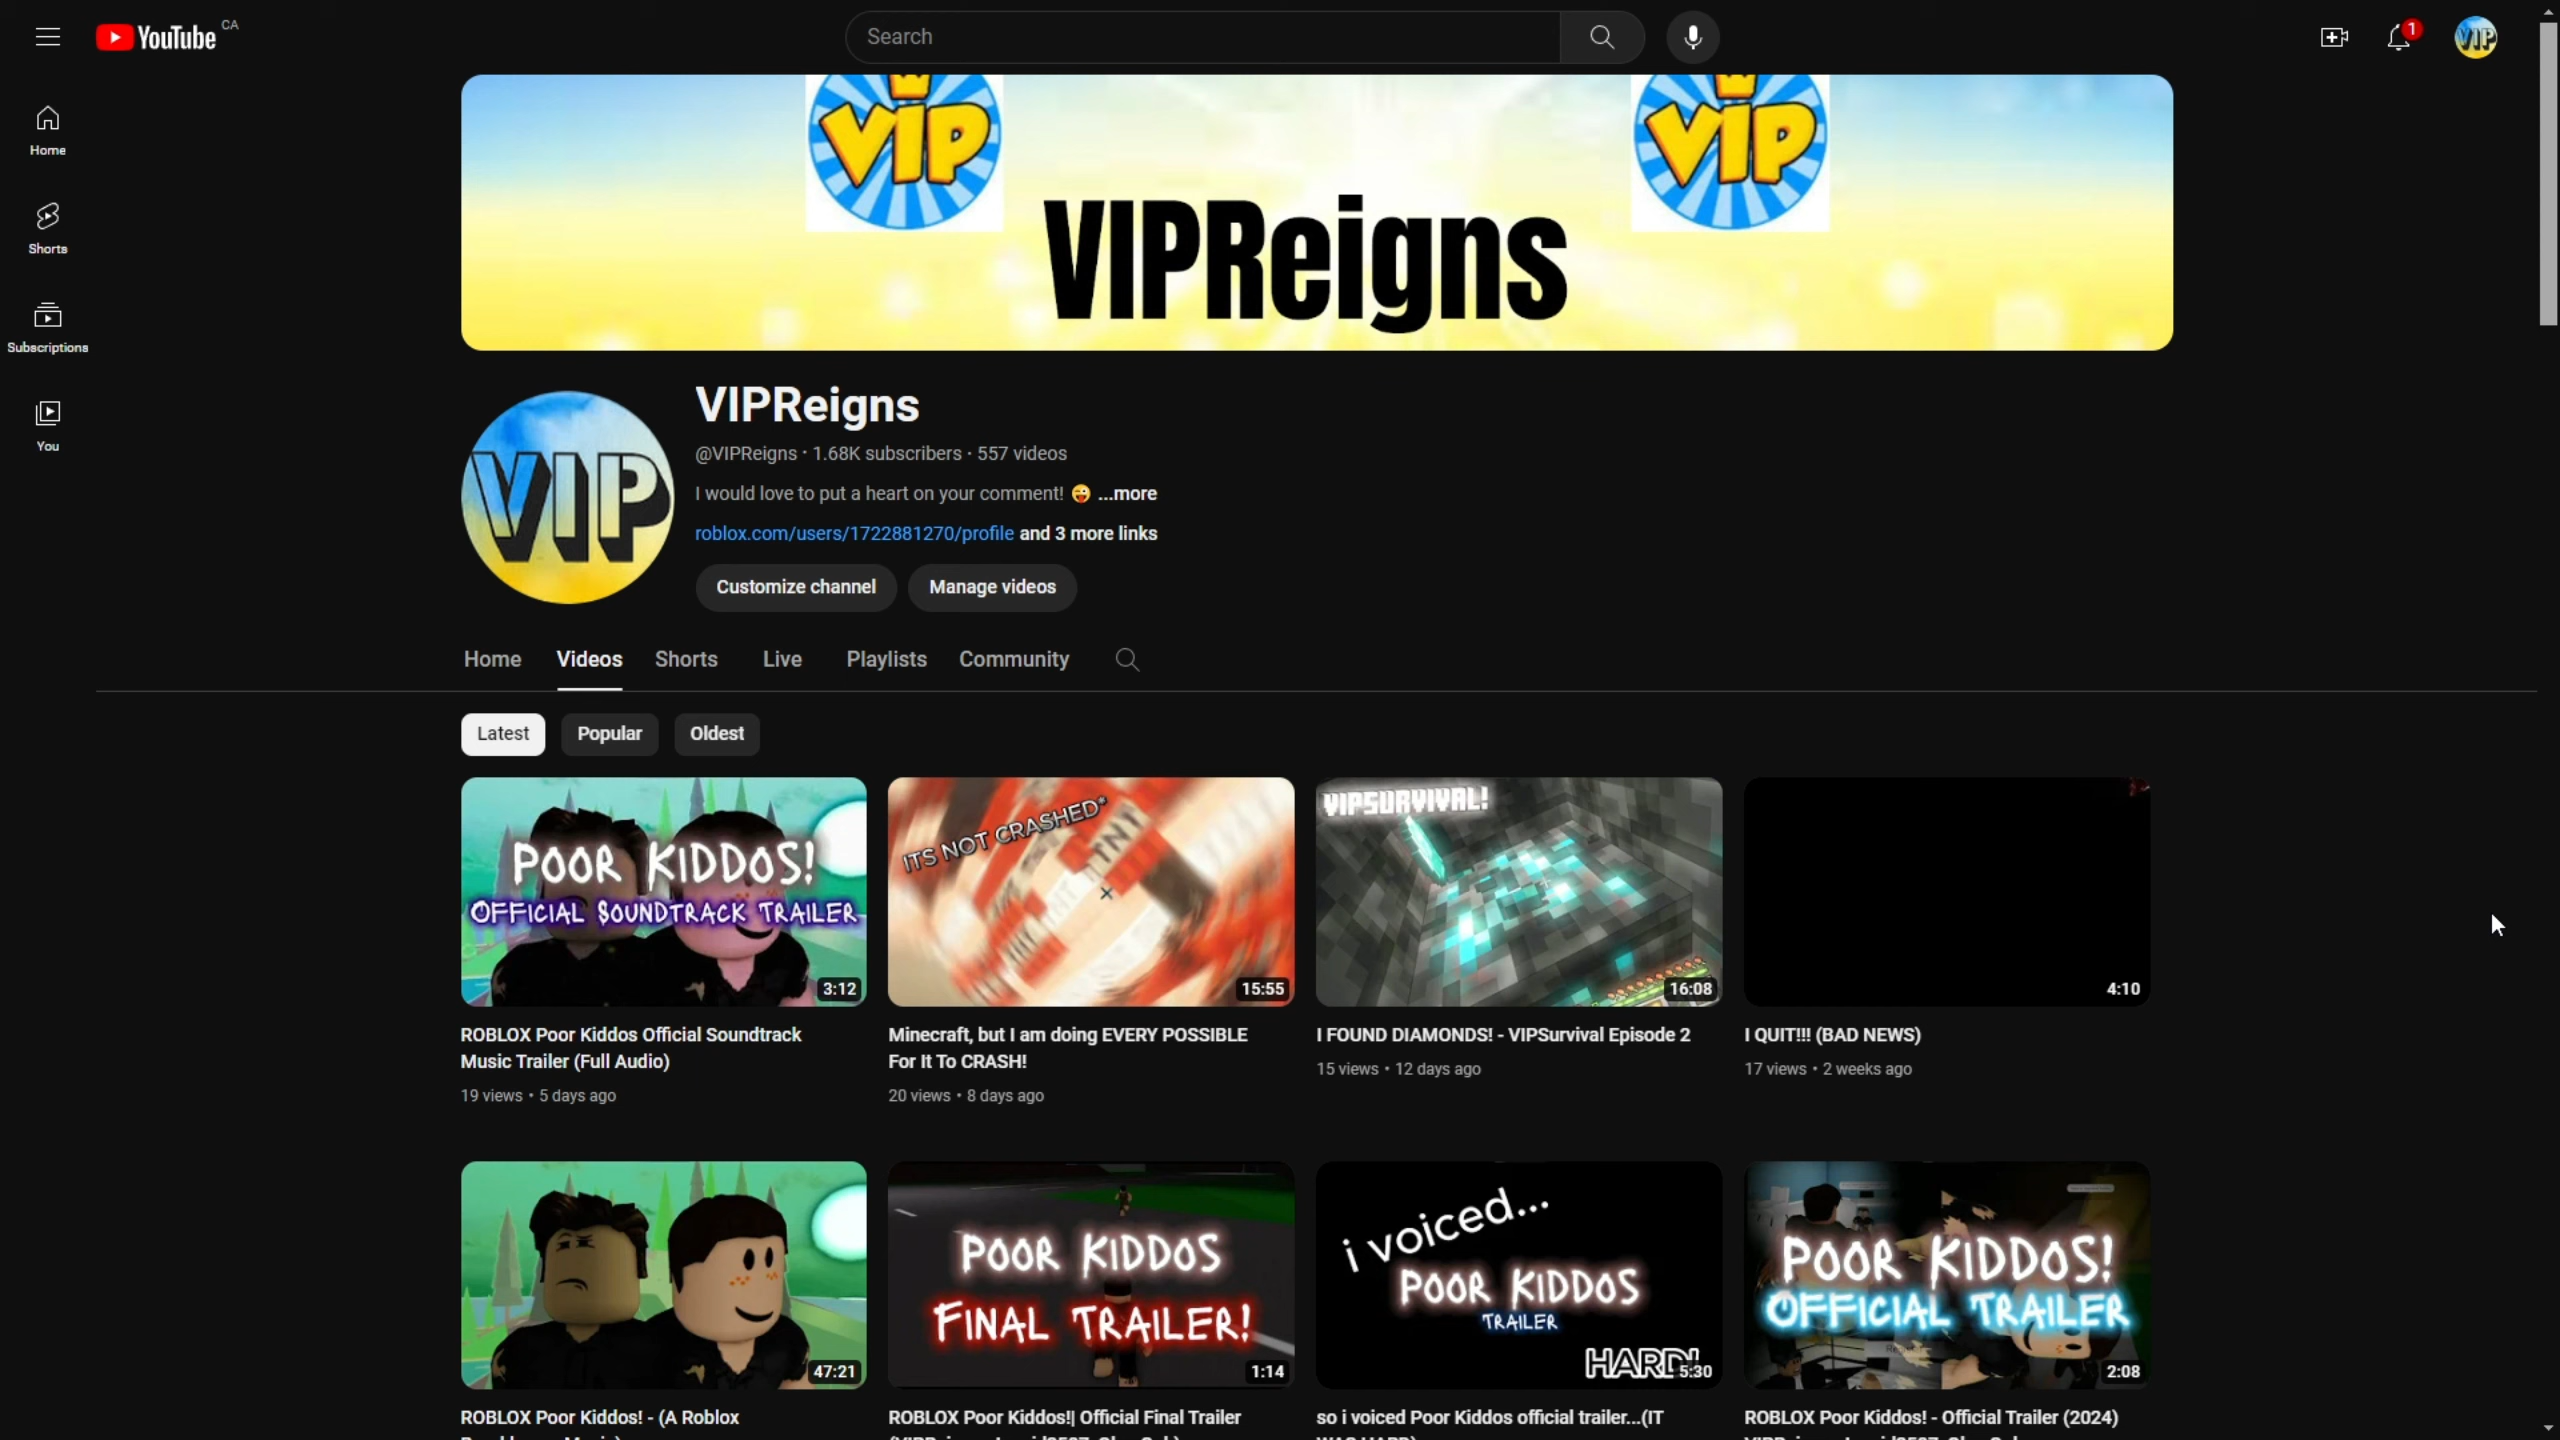 YouTube CA
Search
1
VIP
Home
Shorts
Subscriptions
You
VIP
VIP
VIPReigns
VIP
VIPReigns
@VIPReigns • 1.68K subscribers • 557 videos
I would love to put a heart on your comment! 😜 ...more
roblox.com/users/1722881270/profile and 3 more links
Customize channel
Manage videos
Home
Videos
Shorts
Live
Playlists
Community
Latest
Popular
Oldest
POOR KIDDOS!
OFFICIAL SOUNDTRACK TRAILER
3:12
ROBLOX Poor Kiddos Official Soundtrack
Music Trailer (Full Audio)
19 views • 5 days ago
ITS NOT CRASHED*
TNT
15:55
Minecraft, but I am doing EVERY POSSIBLE
For It To CRASH!
20 views • 8 days ago
VIPSURVIVAL!
16:08
I FOUND DIAMONDS! - VIPSurvival Episode 2
15 views • 12 days ago
4:10
I QUIT!!! (BAD NEWS)
17 views • 2 weeks ago
47:21
ROBLOX Poor Kiddos! - (A Roblox
POOR KIDDOS
FINAL TRAILER!
1:14
ROBLOX Poor Kiddos!| Official Final Trailer
i voiced...
POOR KIDDOS
TRAILER
HARD!
5:30
so i voiced Poor Kiddos official trailer...(IT
WAS HARD)
POOR KIDDOS!
OFFICIAL TRAILER
2:08
ROBLOX Poor Kiddos! - Official Trailer (2024)